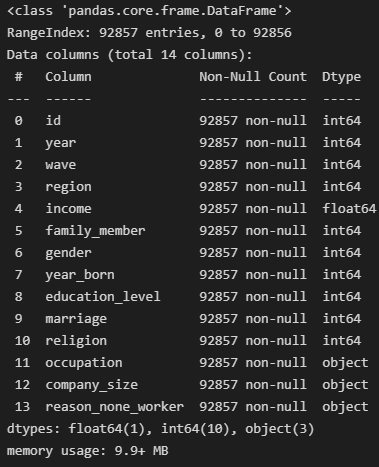 <class 'pandas.core.frame.DataFrame'>
RangeIndex: 92857 entries, 0 to 92856
Data columns (total 14 columns):
 #   Column             Non-Null Count  Dtype
---  ------             --------------  -----
 0   id                 92857 non-null  int64
 1   year               92857 non-null  int64
 2   wave               92857 non-null  int64
 3   region             92857 non-null  int64
 4   income             92857 non-null  float64
 5   family_member      92857 non-null  int64
 6   gender             92857 non-null  int64
 7   year_born          92857 non-null  int64
 8   education_level    92857 non-null  int64
 9   marriage           92857 non-null  int64
 10  religion           92857 non-null  int64
 11  occupation         92857 non-null  object
 12  company_size       92857 non-null  object
 13  reason_none_worker 92857 non-null  object
dtypes: float64(1), int64(10), object(3)
memory usage: 9.9+ MB